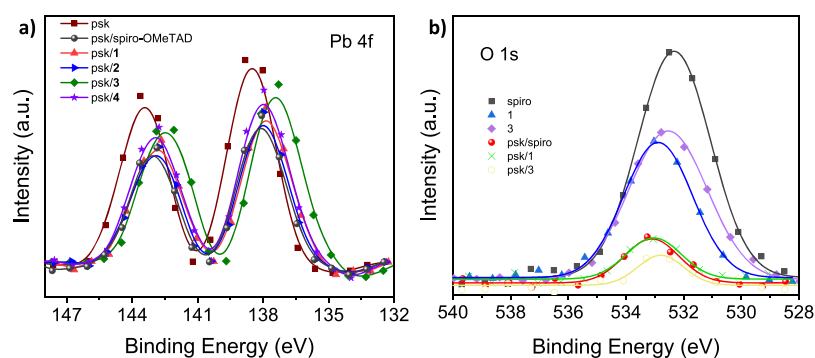 a)
Pb 4f
psk
psk/spiro-OMeTAD
psk/1
psk/2
psk/3
psk/4
Intensity (a.u.)
147 144 141 138 135 132
Binding Energy (eV)
b)
O 1s
spiro
1
3
psk/spiro
psk/1
psk/3
Intensity (a.u.)
540 538 536 534 532 530 528
Binding Energy (eV)